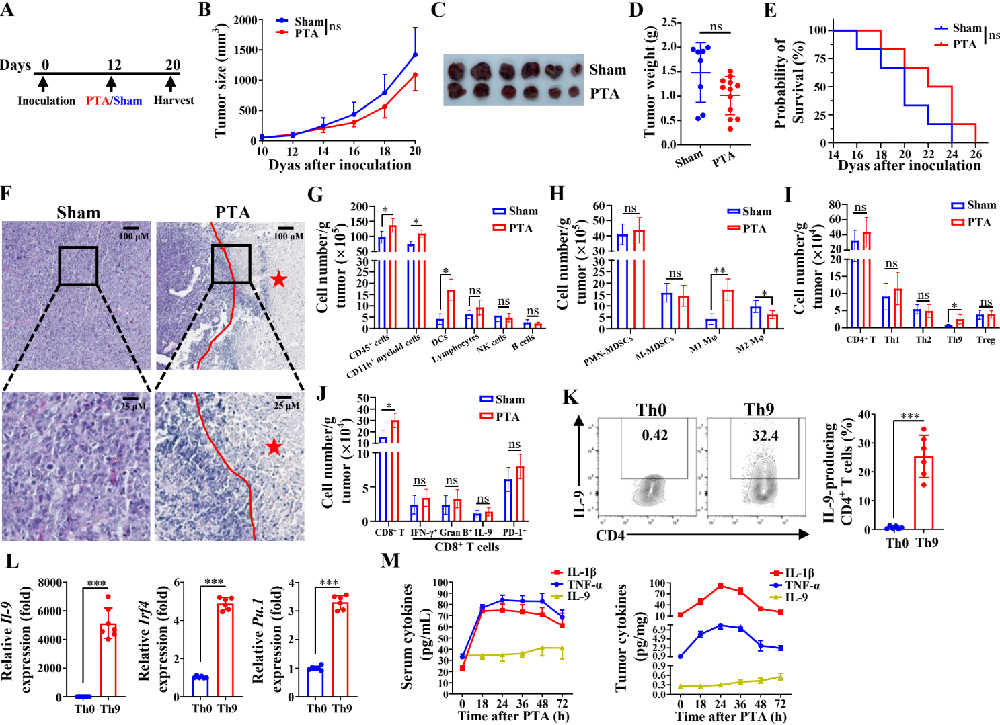 A
Days 0 12 20
Inoculation PTA/Sham Harvest
B
Tumor size (mm³)
2000
1500
1000
500
0
Sham
PTA
ns
10 12 14 16 18 20
Dyas after inoculation
C
Sham
PTA
D
Tumor weight (g)
2.5
2.0
1.5
1.0
0.5
0.0
ns
Sham PTA
E
Probability of
Survival (%)
100
75
50
25
0
Sham
PTA
ns
14 16 18 20 22 24 26
Dyas after inoculation
F
Sham PTA
100 μM 100 μM
25 μM 25 μM
G
Cell number/g
tumor (×10⁵)
200
150
100
50
30
25
20
15
10
5
0
Sham
PTA
* * * ns ns ns
CD45⁺ cells CD11b⁺ myeloid cells DCs Lymphocytes NK cells B cells
H
Cell number/g
tumor (×10⁵)
60
50
40
30
30
25
20
15
10
5
0
Sham
PTA
ns ns ** *
PMN-MDSCs M-MDSCs M1 Mφ M2 Mφ
I
Cell number/g
tumor (×10⁴)
80
60
40
20
20
15
10
5
0
Sham
PTA
ns ns ns * ns
CD4⁺ T Th1 Th2 Th9 Treg
J
Cell number/g
tumor (×10⁴)
50
40
30
20
10
10
5
0
Sham
PTA
* ns ns ns ns
CD8⁺ T IFN-γ⁺ Gran B⁺ IL-9⁺ PD-1⁺
CD8⁺ T cells
K
Th0 Th9
0.42 32.4
IL-9
CD4
IL-9-producing
CD4⁺ T cells (%)
40
30
20
10
0
***
Th0 Th9
L
Relative Il-9
expression (fold)
8000
6000
4000
2000
0
***
Th0 Th9
Relative Irf4
expression (fold)
6
4
2
0
***
Th0 Th9
Relative Pu.1
expression (fold)
4
3
2
1
0
***
Th0 Th9
M
Serum cytokines
(pg/mL)
100
90
80
70
60
50
40
30
20
10
0
IL-1β
TNF-α
IL-9
0 18 24 36 48 72
Time after PTA (h)
Tumor cytokines
(pg/mg)
100
70
40
10
6.9
4.9
2.9
0.9
0.9
0.6
0.3
0.0
IL-1β
TNF-α
IL-9
0 18 24 36 48 72
Time after PTA (h)